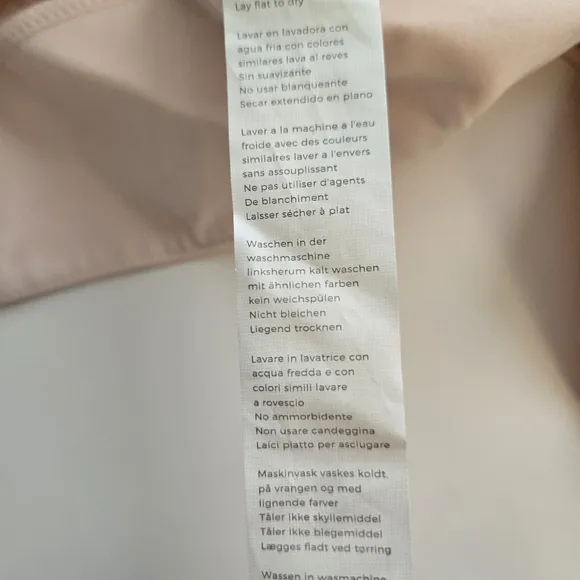 Lay flat to dry
Lavar en lavadora con
agua fria con colores
similares lava al reves
Sin suavizante
No usar blanqueante
Secar extendido en plano
Laver a la machine a l'eau
froide avec des couleurs
similaires laver a l'envers
sans assouplissant
Ne pas utiliser d'agents
De blanchiment
Laisser sécher à plat
Waschen in der
waschmaschine
linksherum kalt waschen
mit ähnlichen farben
kein weichspülen
Nicht bleichen
Liegend trocknen
Lavare in lavatrice con
acqua fredda e con
colori simili lavare
a rovescio
No ammorbidente
Non usare candeggina
Laici piatto per asciugare
Maskinvask vaskes koldt,
på vrangen og med
lignende farver
Tåler ikke skyllemiddel
Tåler ikke blegemiddel
Lægges fladt ved tørring
Wassen in wasmachine